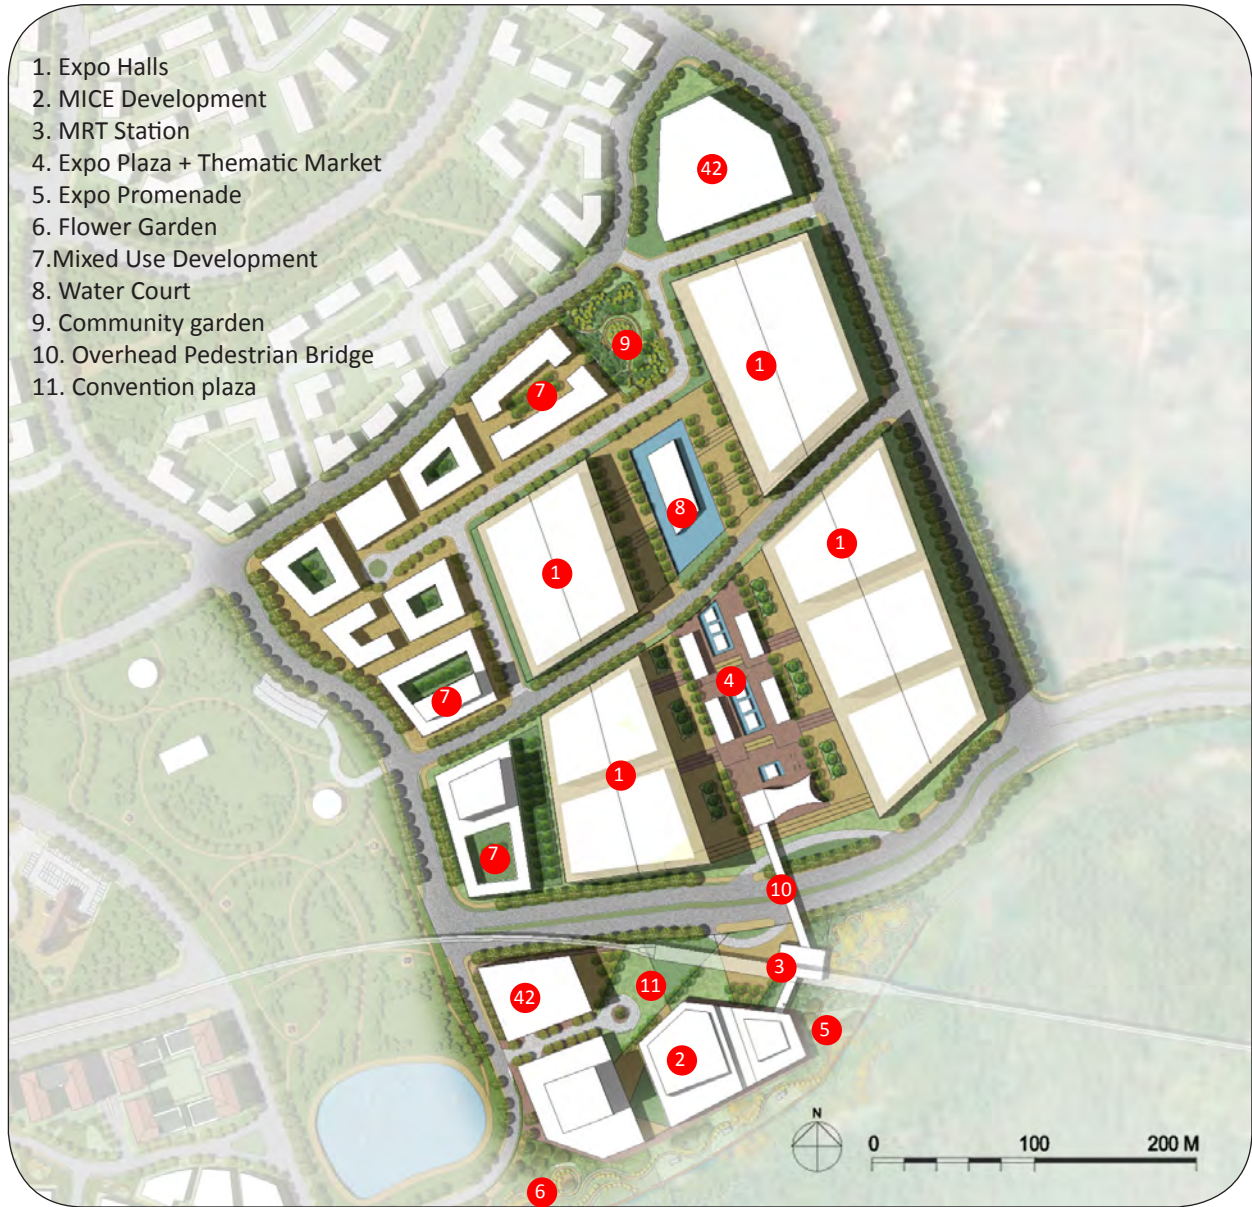 1. Expo Halls
2. MICE Development
3. MRT Station
4. Expo Plaza + Thematic Market
5. Expo Promenade
6. Flower Garden
7.Mixed Use Development
8. Water Court
9. Community garden
10. Overhead Pedestrian Bridge
11. Convention plaza
42
9
1
7
8
1
1
4
7
1
7
10
3
11
42
5
2
6
N
0 100 200 M